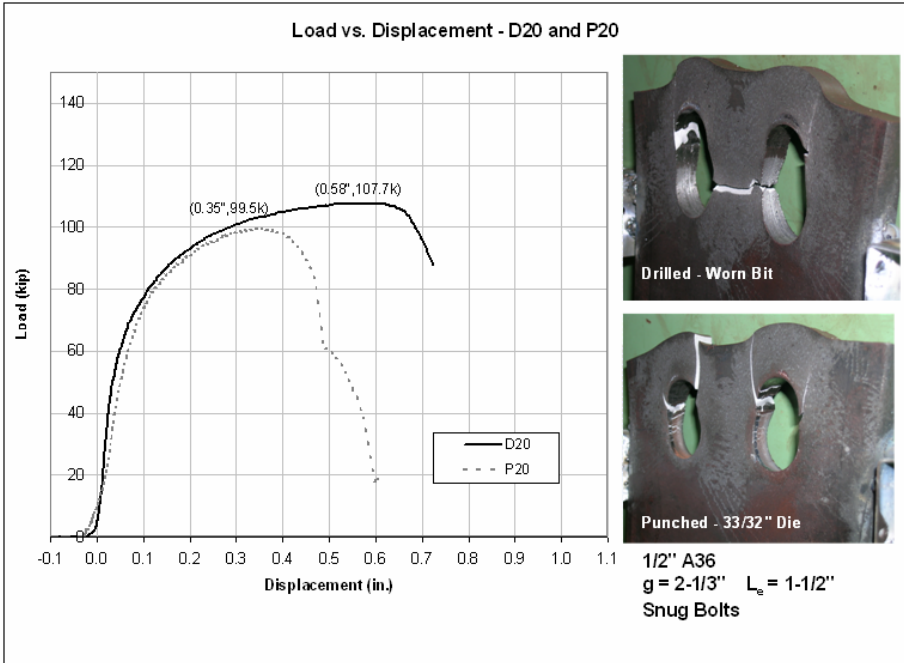 Load vs. Displacement - D20 and P20
Load (kip)
140
120
100
80
60
40
20
0
(0.35",99.5k)
(0.58",107.7k)
D20
P20
-0.1 0.0 0.1 0.2 0.3 0.4 0.5 0.6 0.7 0.8 0.9 1.0 1.1
Displacement (in.)
Drilled - Worn Bit
Punched - 33/32" Die
1/2" A36
g = 2-1/3" Le = 1-1/2"
Snug Bolts